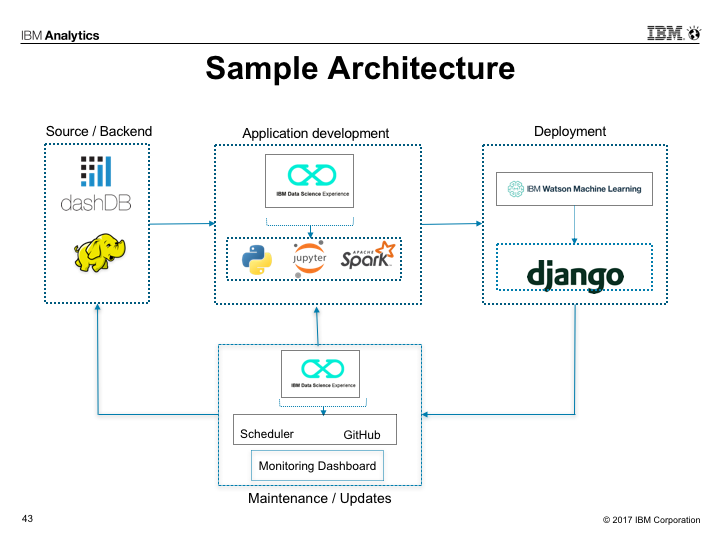 IBM Analytics
IBM
Sample Architecture
Source / Backend
Application development
Deployment
dashDB
IBM Data Science Experience
IBM Watson Machine Learning
jupyter
APACHE
Spark
django
IBM Data Science Experience
Scheduler
GitHub
Monitoring Dashboard
Maintenance / Updates
43
© 2017 IBM Corporation